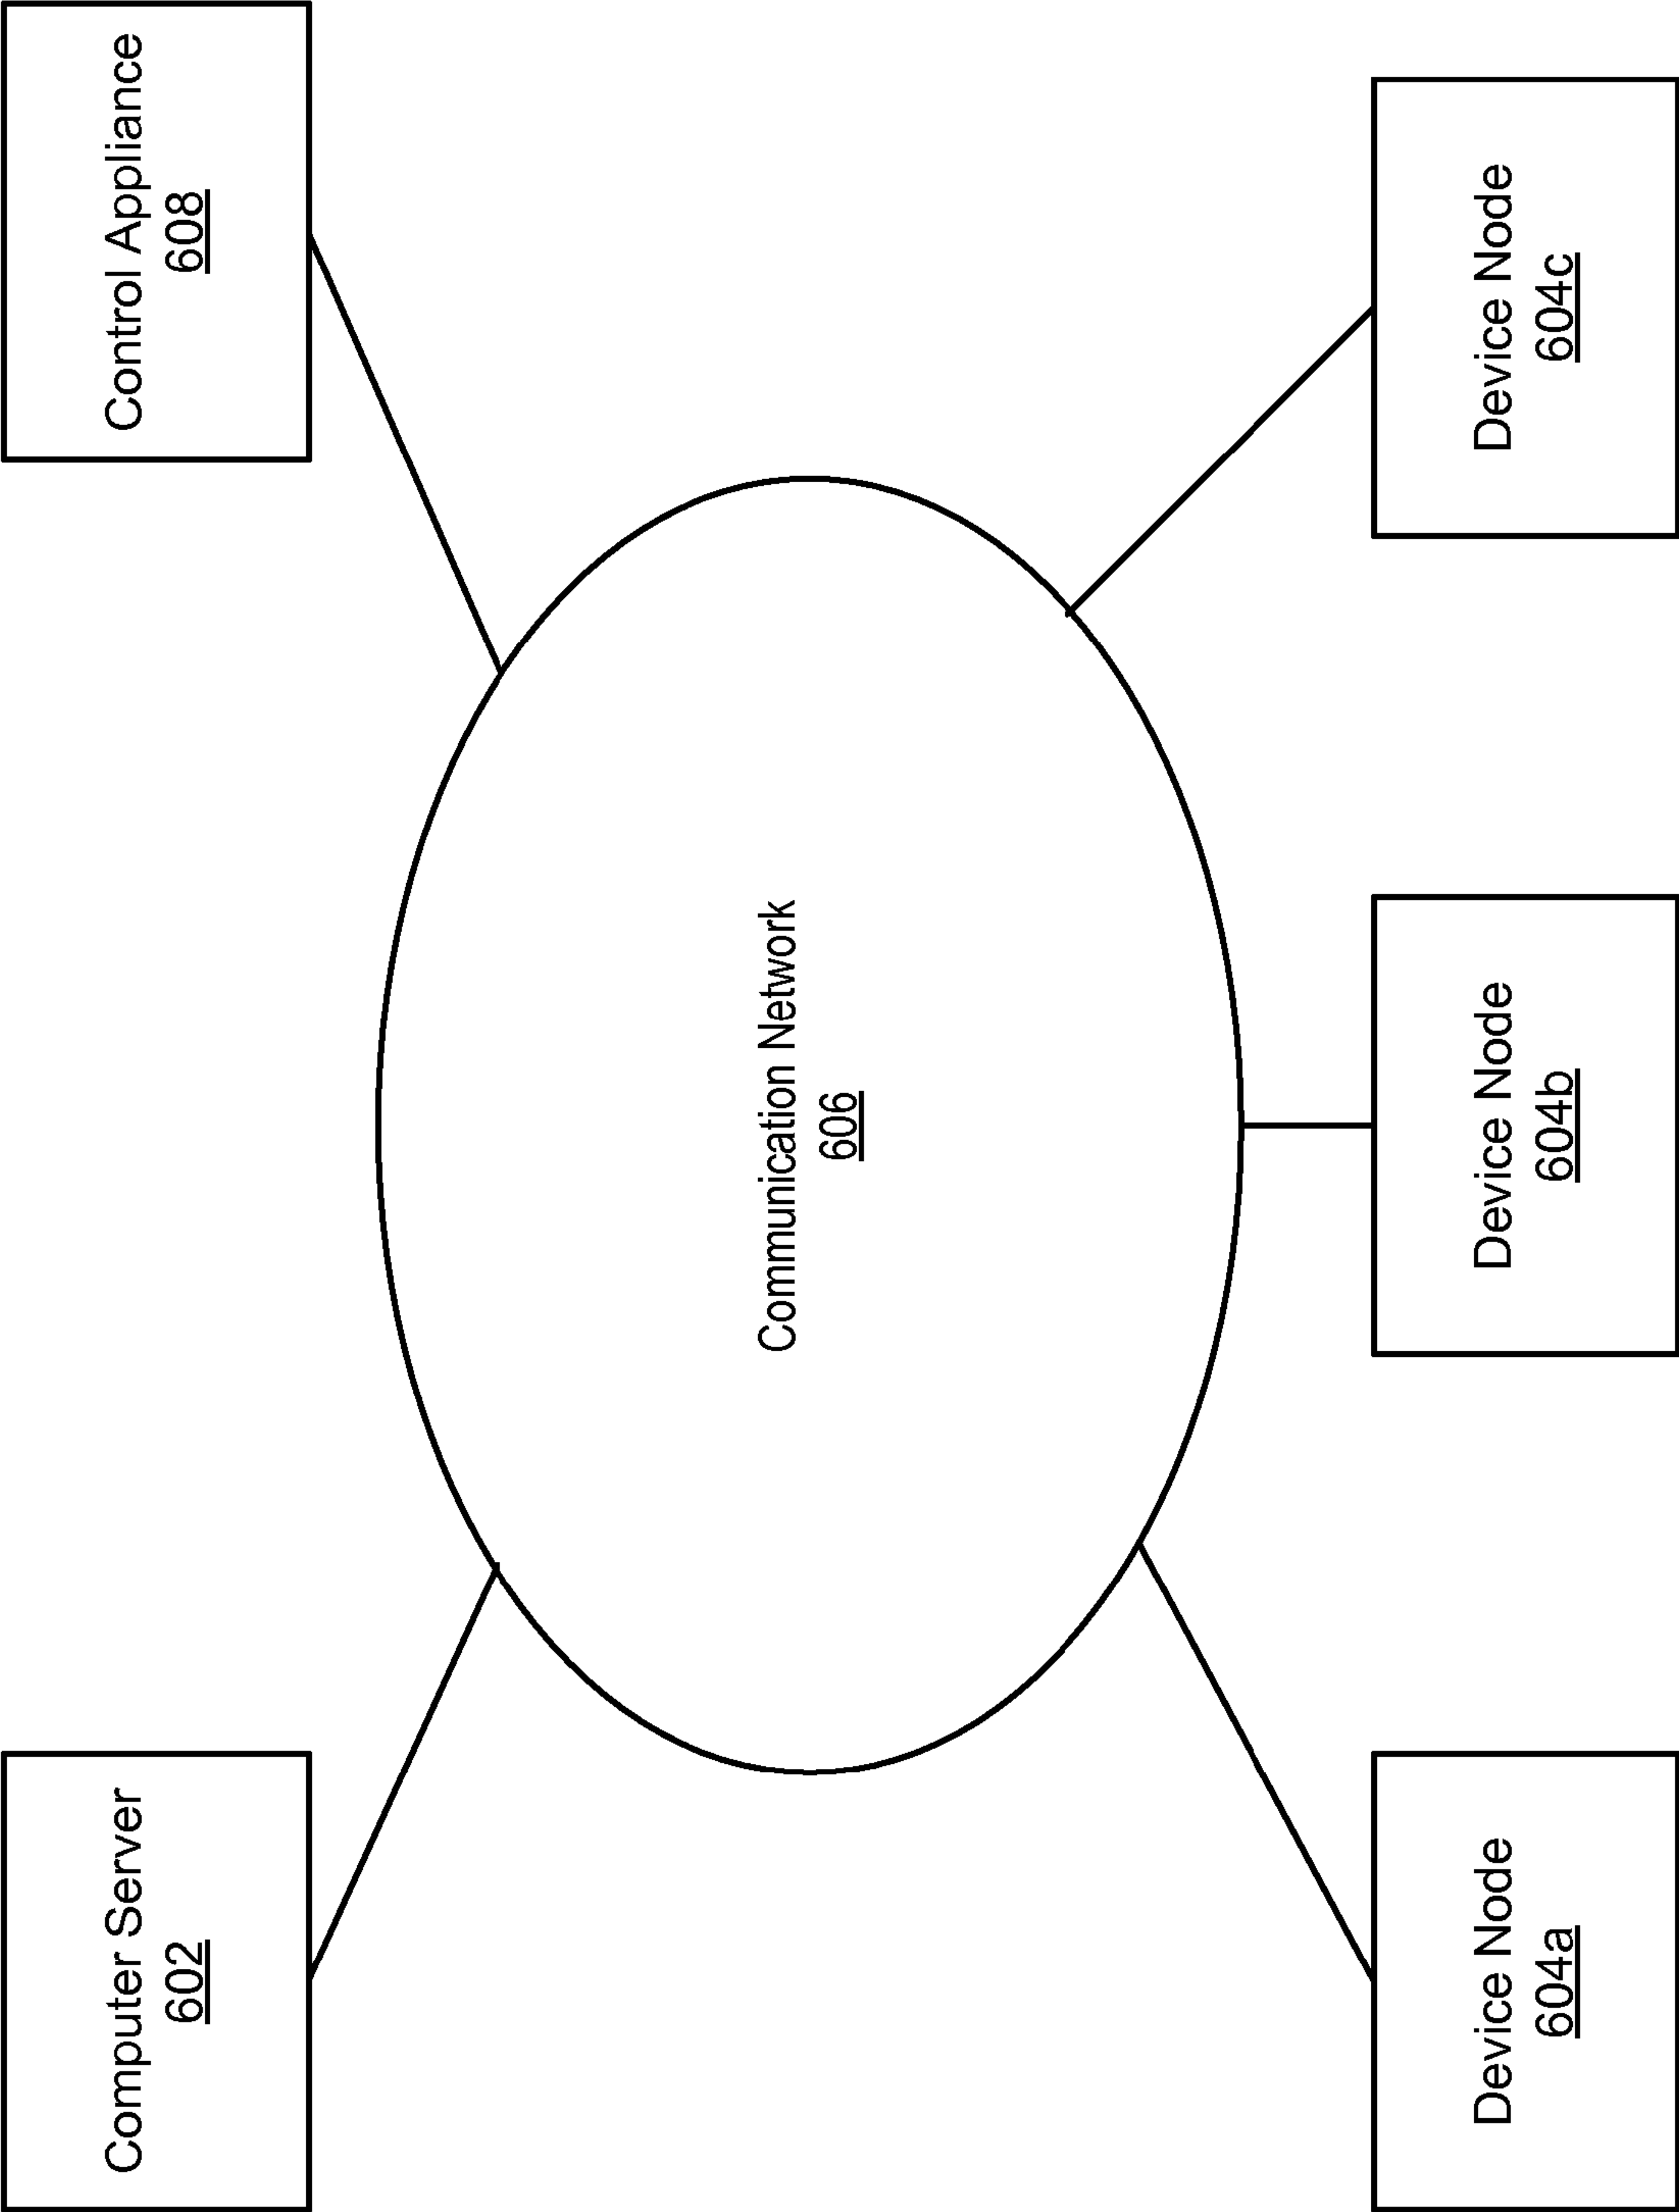 Computer Server
602
Control Appliance
608
Communication Network
606
Device Node
604a
Device Node
604b
Device Node
604c